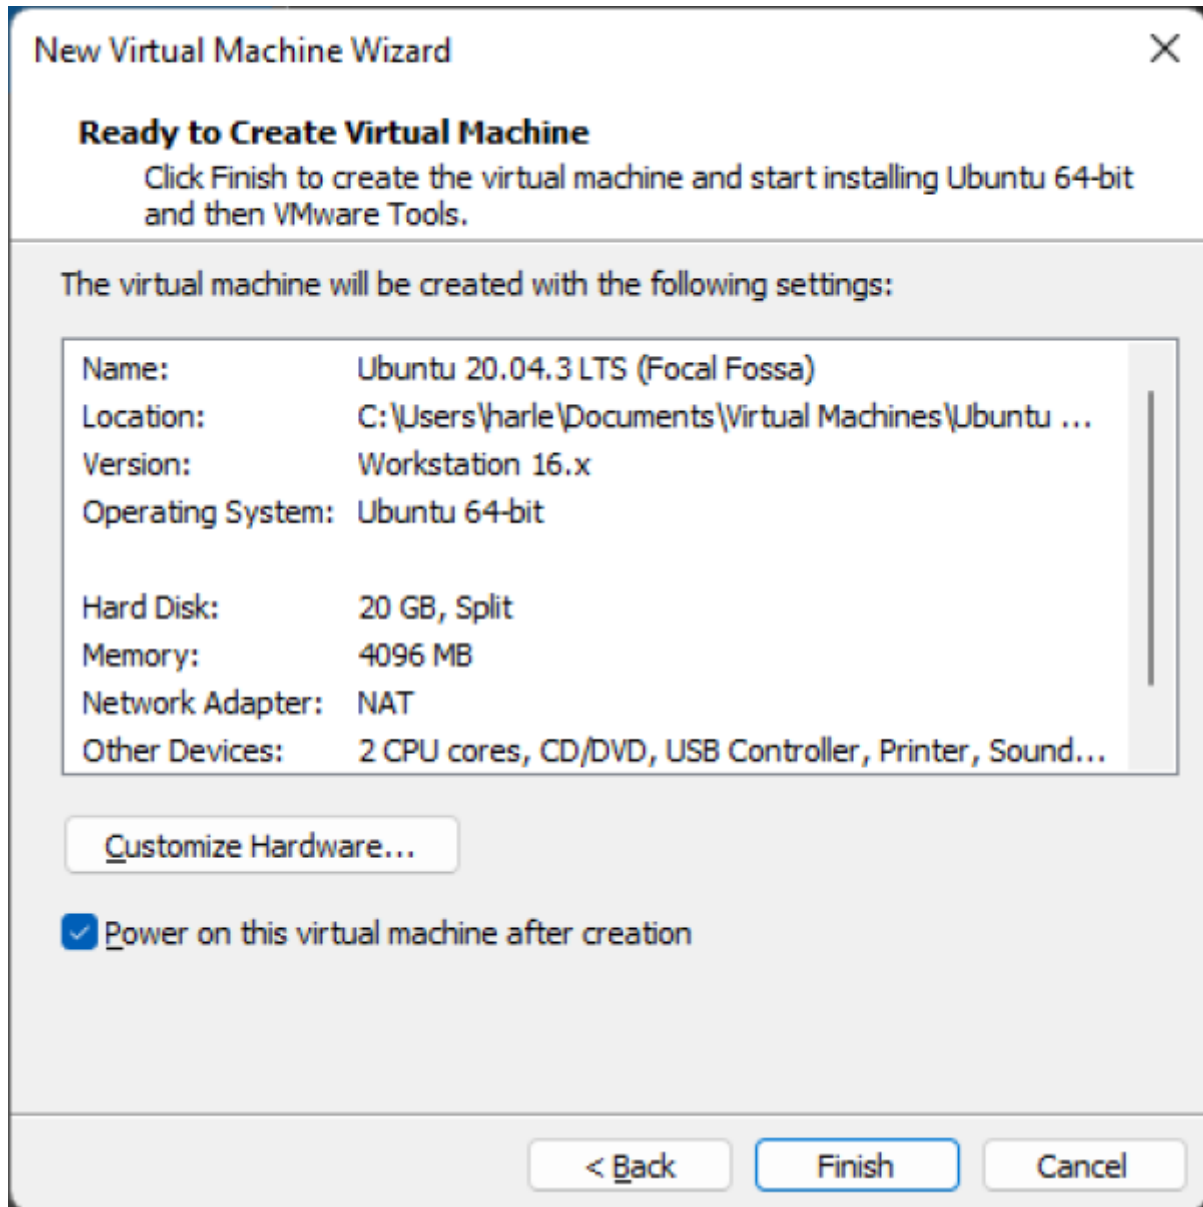 New Virtual Machine Wizard
Ready to Create Virtual Machine
Click Finish to create the virtual machine and start installing Ubuntu 64-bit
and then VMware Tools.
The virtual machine will be created with the following settings:
Name: Ubuntu 20.04.3 LTS (Focal Fossa)
Location: C:\Users\harle\Documents\Virtual Machines\Ubuntu ...
Version: Workstation 16.x
Operating System: Ubuntu 64-bit
Hard Disk: 20 GB, Split
Memory: 4096 MB
Network Adapter: NAT
Other Devices: 2 CPU cores, CD/DVD, USB Controller, Printer, Sound...
Customize Hardware...
Power on this virtual machine after creation
< Back Finish Cancel